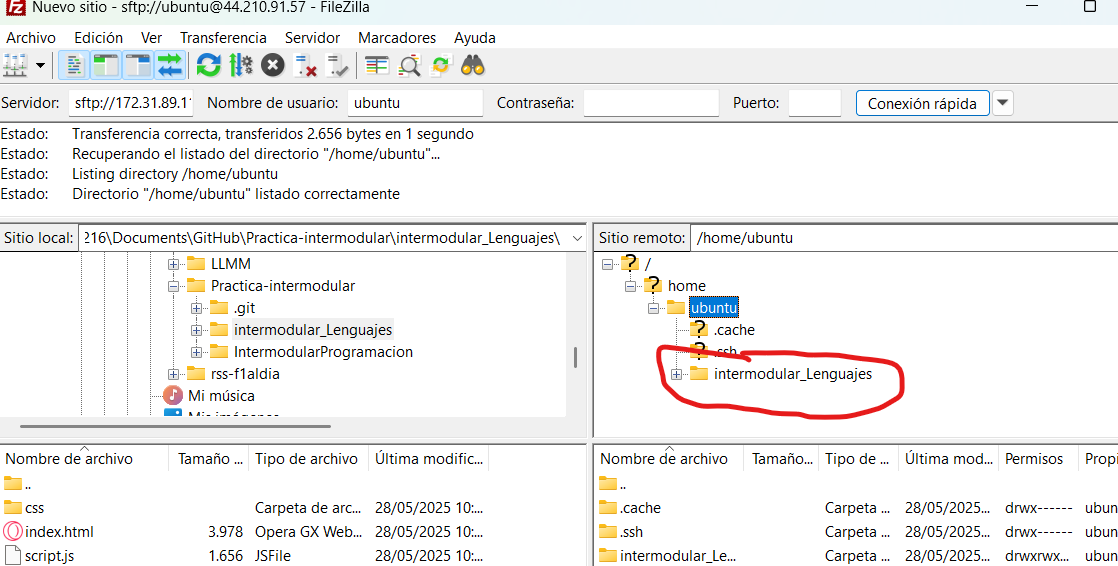 Nuevo sitio - sftp://ubuntu@44.210.91.57 - FileZilla
Archivo Edición Ver Transferencia Servidor Marcadores Ayuda
Servidor: sftp://172.31.89.1 Nombre de usuario: ubuntu Contraseña: Puerto: Conexión rápida
Estado: Transferencia correcta, transferidos 2.656 bytes en 1 segundo
Estado: Recuperando el listado del directorio "/home/ubuntu"...
Estado: Listing directory /home/ubuntu
Estado: Directorio "/home/ubuntu" listado correctamente
Sitio local: 216\Documents\GitHub\Practica-intermodular\intermodular_Lenguajes\
LLMM
Practica-intermodular
.git
intermodular_Lenguajes
IntermodularProgramacion
rss-f1aldia
Mi música
Mis imágenes
Sitio remoto: /home/ubuntu
/
home
ubuntu
.cache
.ssh
intermodular_Lenguajes
Nombre de archivo Tamaño ... Tipo de archivo Última modific...
..
css Carpeta de arc... 28/05/2025 10:...
index.html 3.978 Opera GX Web... 28/05/2025 10:...
script.js 1.656 JSFile 28/05/2025 10:...
Nombre de archivo Tamaño... Tipo de ... Última mod... Permisos Propi
..
.cache Carpeta ... 28/05/2025... drwx------ ubun
.ssh Carpeta ... 28/05/2025... drwx------ ubun
intermodular_Le... Carpeta ... 28/05/2025... drwxrwx... ubun